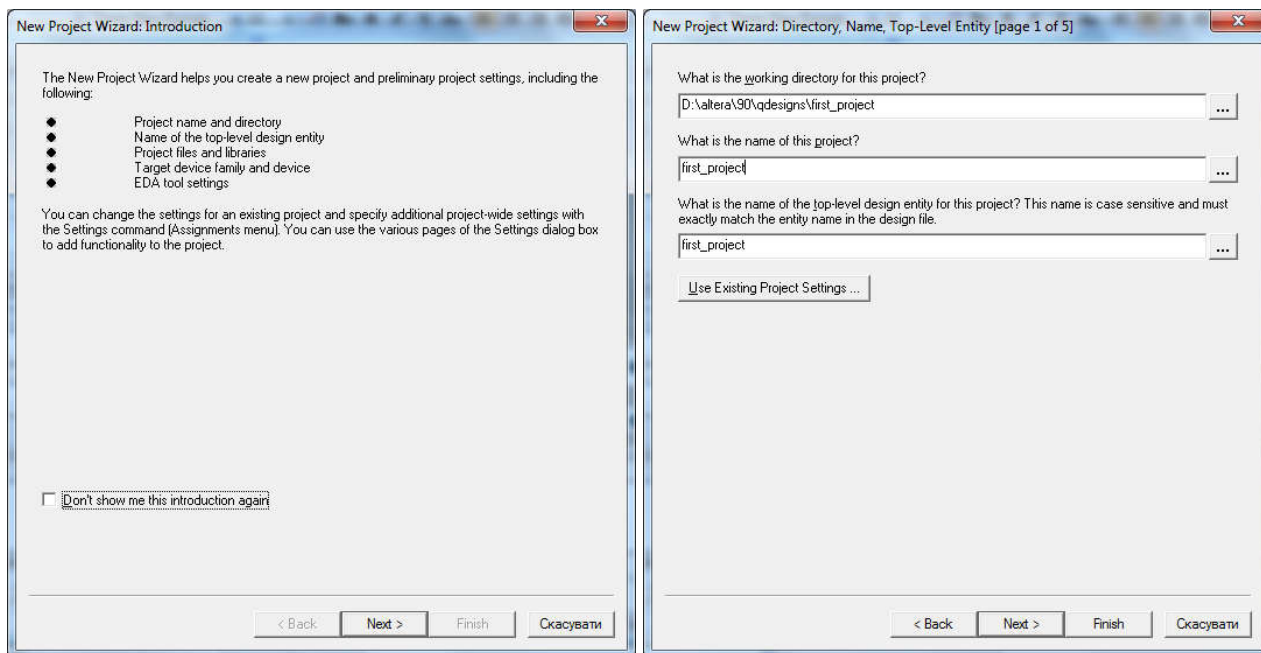 New Project Wizard: Introduction
The New Project Wizard helps you create a new project and preliminary project settings, including the
following:
Project name and directory
Name of the top-level design entity
Project files and libraries
Target device family and device
EDA tool settings
You can change the settings for an existing project and specify additional project-wide settings with
the Settings command (Assignments menu). You can use the various pages of the Settings dialog box
to add functionality to the project.
Don't show me this introduction again
< Back
Next >
Finish
Скасувати
New Project Wizard: Directory, Name, Top-Level Entity [page 1 of 5]
What is the working directory for this project?
D:\altera\90\qdesigns\first_project
...
What is the name of this project?
first_project
...
What is the name of the top-level design entity for this project? This name is case sensitive and must
exactly match the entity name in the design file.
first_project
...
Use Existing Project Settings ...
< Back
Next >
Finish
Скасувати